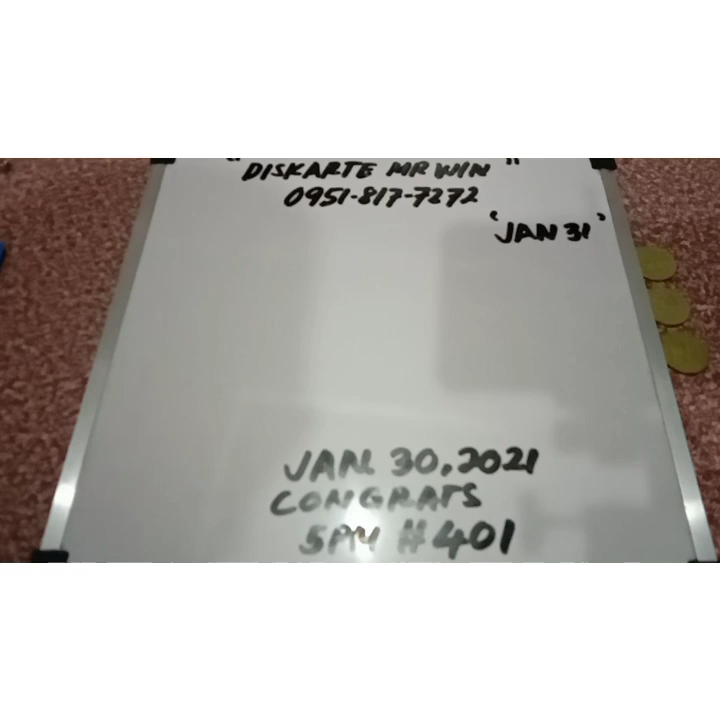 "DISKARTE MR WIN"
0951-817-7272
'JAN 31'
JAN. 30, 2021
CONGRATS
5PM #401